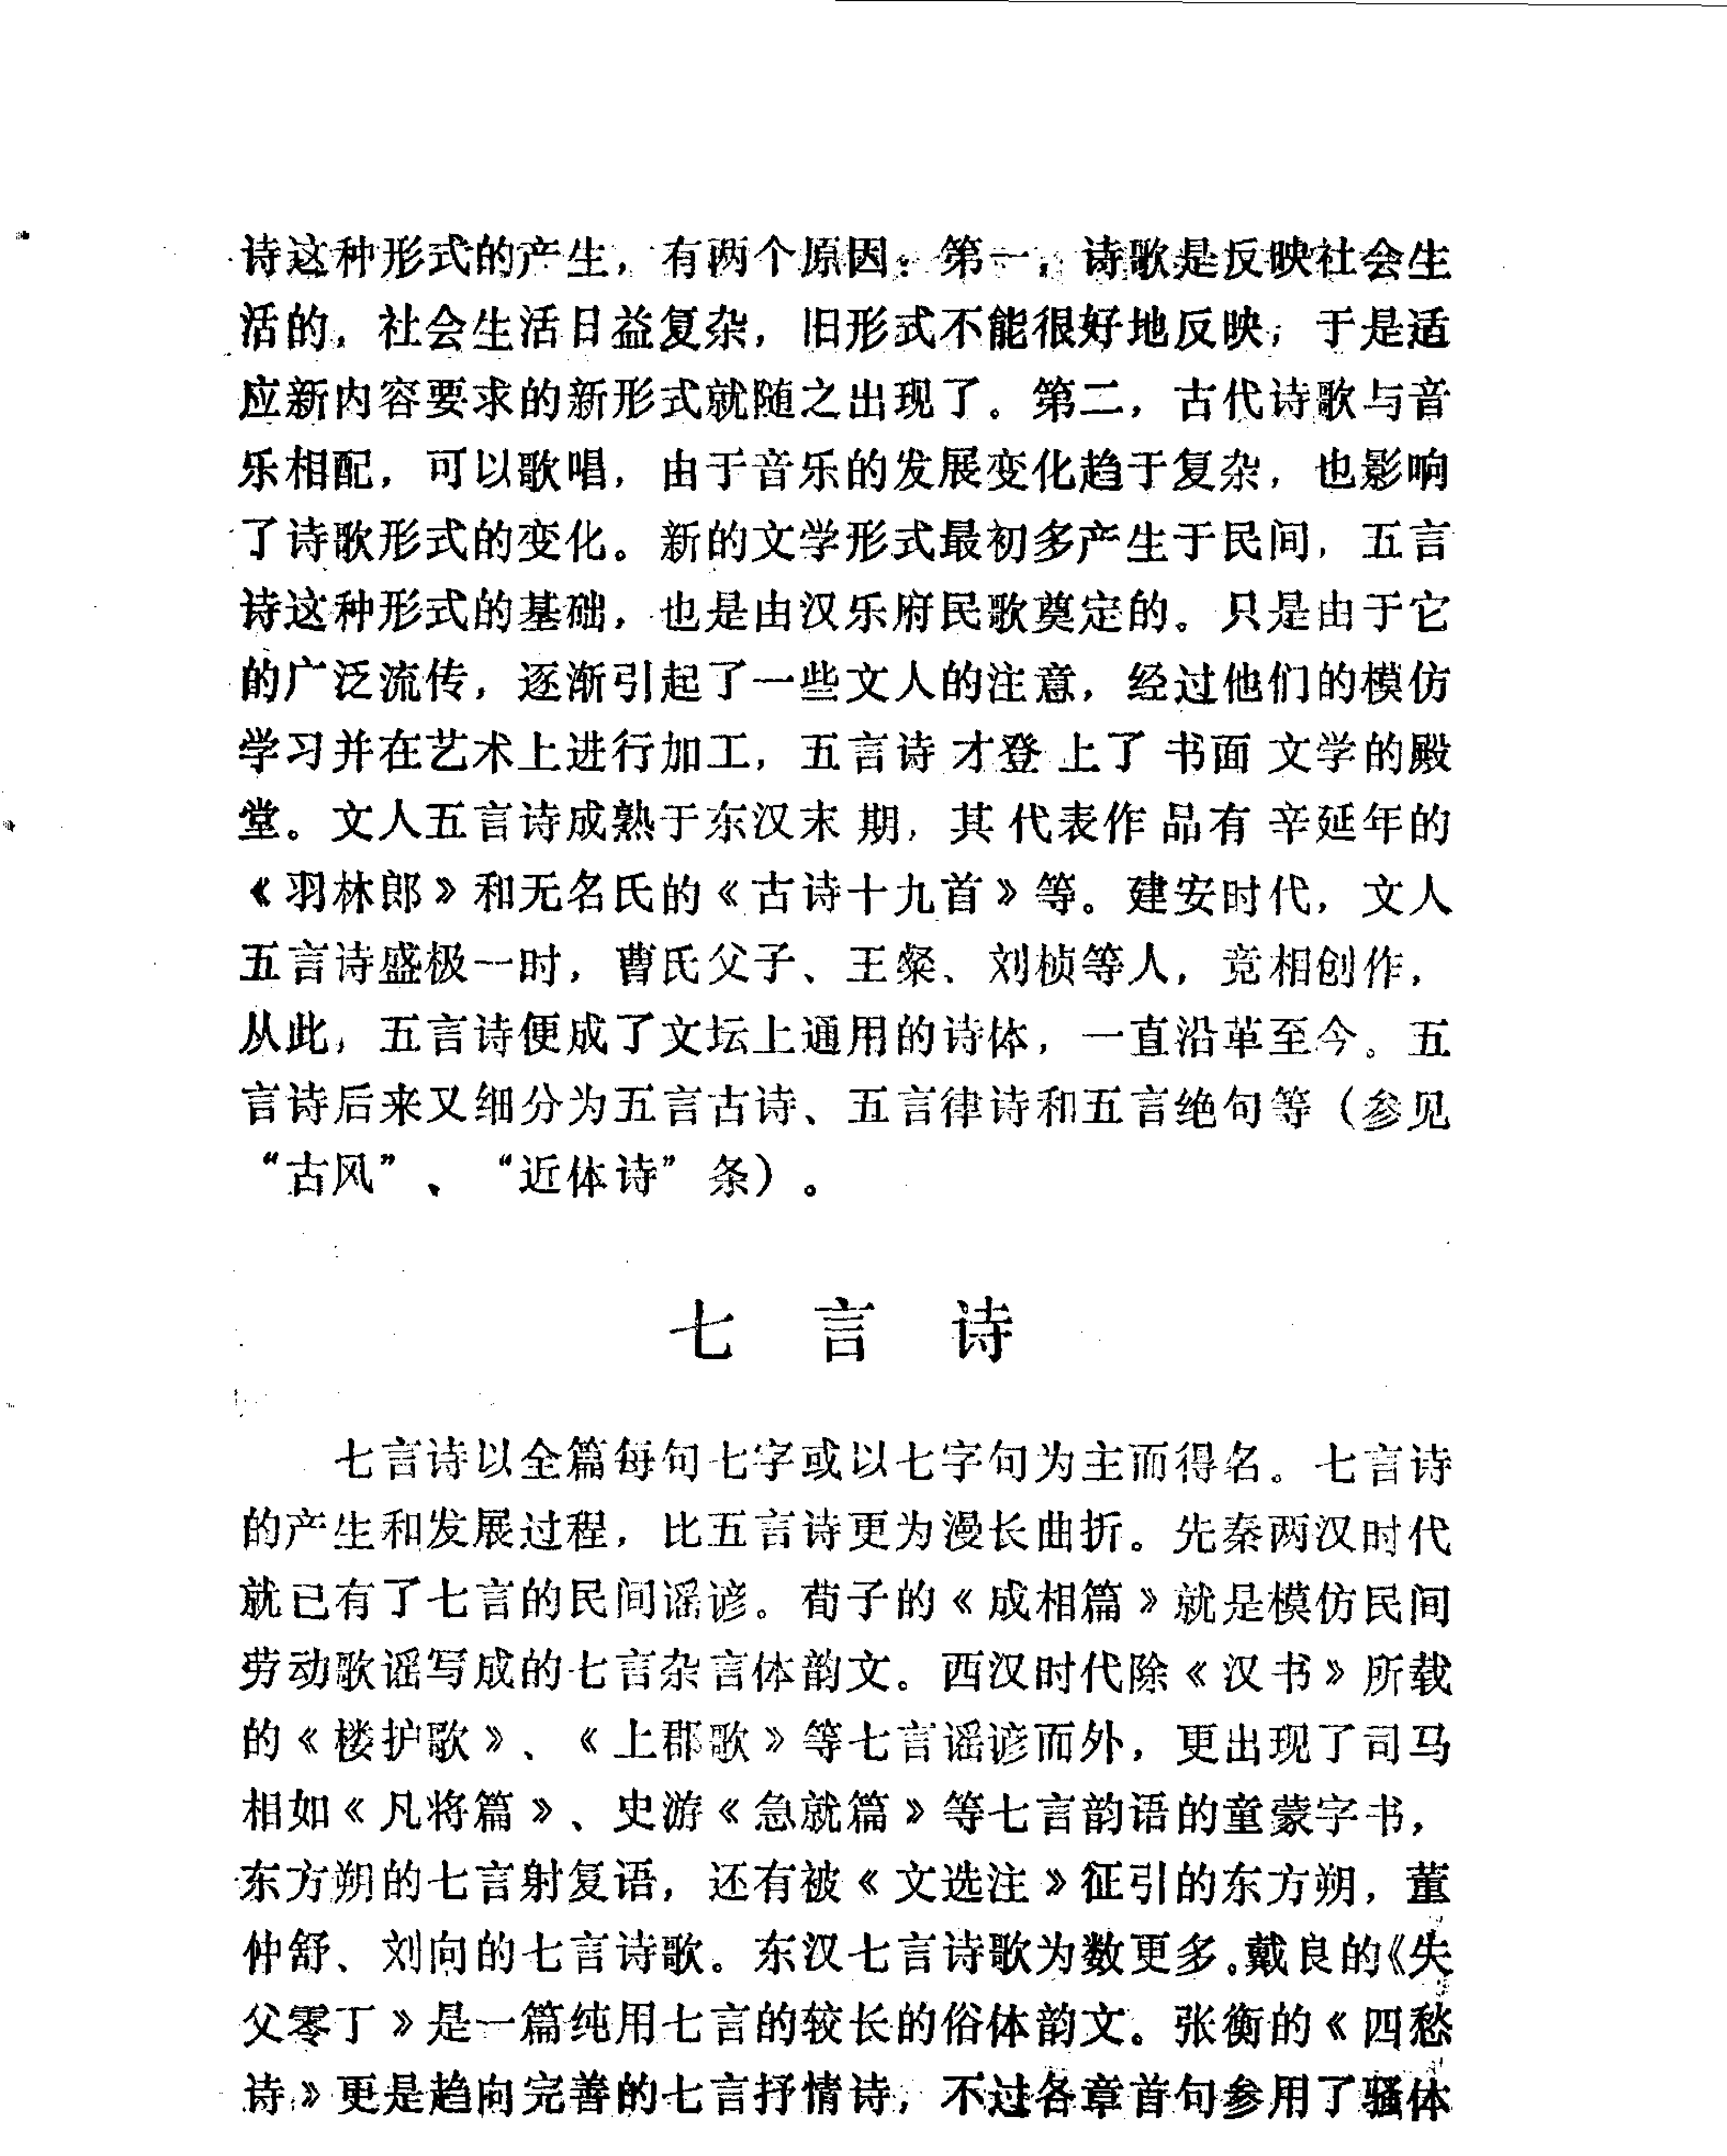 诗这种形式的产生，有两个原因：第一，诗歌是反映社会生
活的，社会生活日益复杂，旧形式不能很好地反映，于是适
应新内容要求的新形式就随之出现了。第二，古代诗歌与音
乐相配，可以歌唱，由于音乐的发展变化趋于复杂，也影响
了诗歌形式的变化。新的文学形式最初多产生于民间，五言
诗这种形式的基础，也是由汉乐府民歌奠定的。只是由于它
的广泛流传，逐渐引起了一些文人的注意，经过他们的模仿
学习并在艺术上进行加工，五言诗才登上了书面文学的殿
堂。文人五言诗成熟于东汉末期，其代表作品有辛延年的
《羽林郎》和无名氏的《古诗十九首》等。建安时代，文人
五言诗盛极一时，曹氏父子、王粲、刘桢等人，竞相创作，
从此，五言诗便成了文坛上通用的诗体，一直沿革至今。五
言诗后来又细分为五言古诗、五言律诗和五言绝句等（参见
“古风”、“近体诗”条）。
七言诗
七言诗以全篇每句七字或以七字句为主而得名。七言诗
的产生和发展过程，比五言诗更为漫长曲折。先秦两汉时代
就已有了七言的民间谣谚。荀子的《成相篇》就是模仿民间
劳动歌谣写成的七言杂言体韵文。西汉时代除《汉书》所载
的《楼护歌》、《上郡歌》等七言谣谚而外，更出现了司马
相如《凡将篇》、史游《急就篇》等七言韵语的童蒙字书，
东方朔的七言射复语，还有被《文选注》征引的东方朔，董
仲舒、刘向的七言诗歌。东汉七言诗歌为数更多。戴良的《失
父零丁》是一篇纯用七言的较长的俗体韵文。张衡的《四愁
诗》更是趋向完善的七言抒情诗，不过各章首句参用了骚体